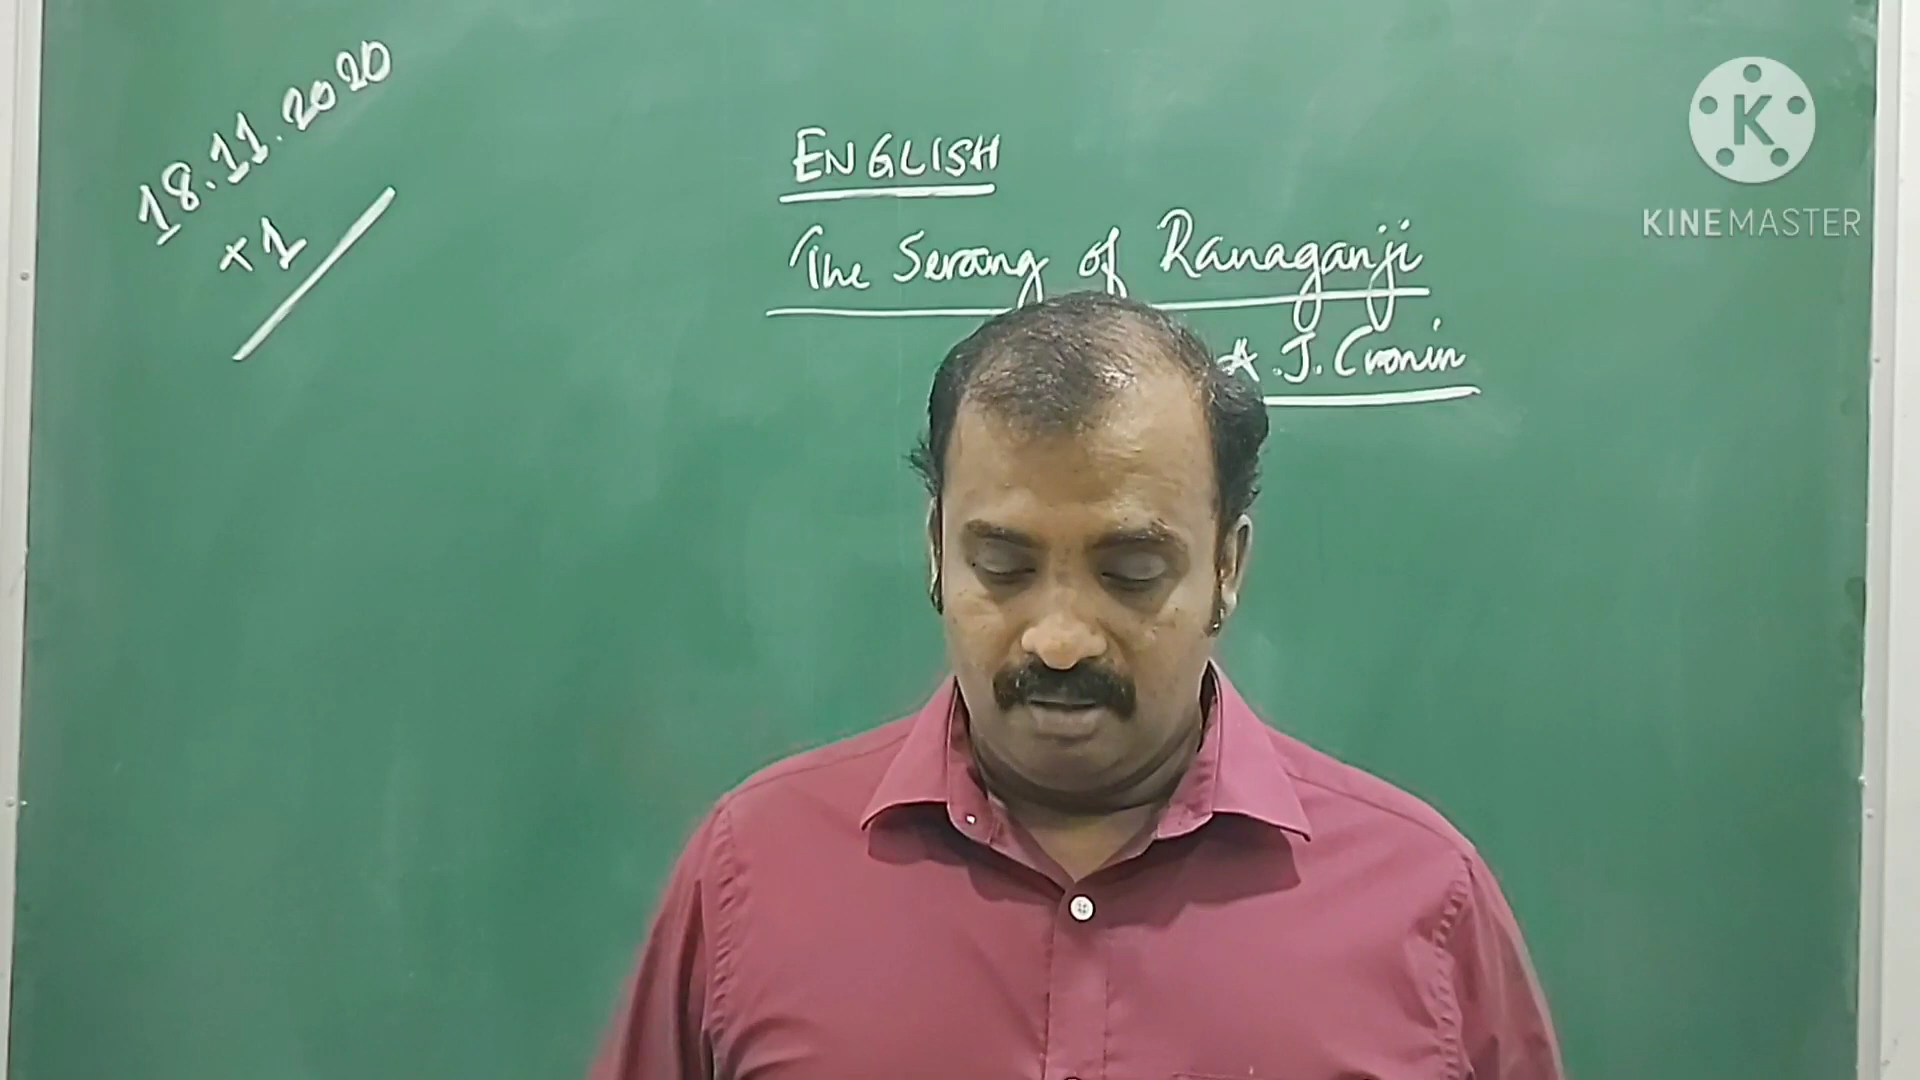 18.11.2020
+1
ENGLISH
The Serang of Ranaganji
A.J. Cronin
K
KINEMASTER